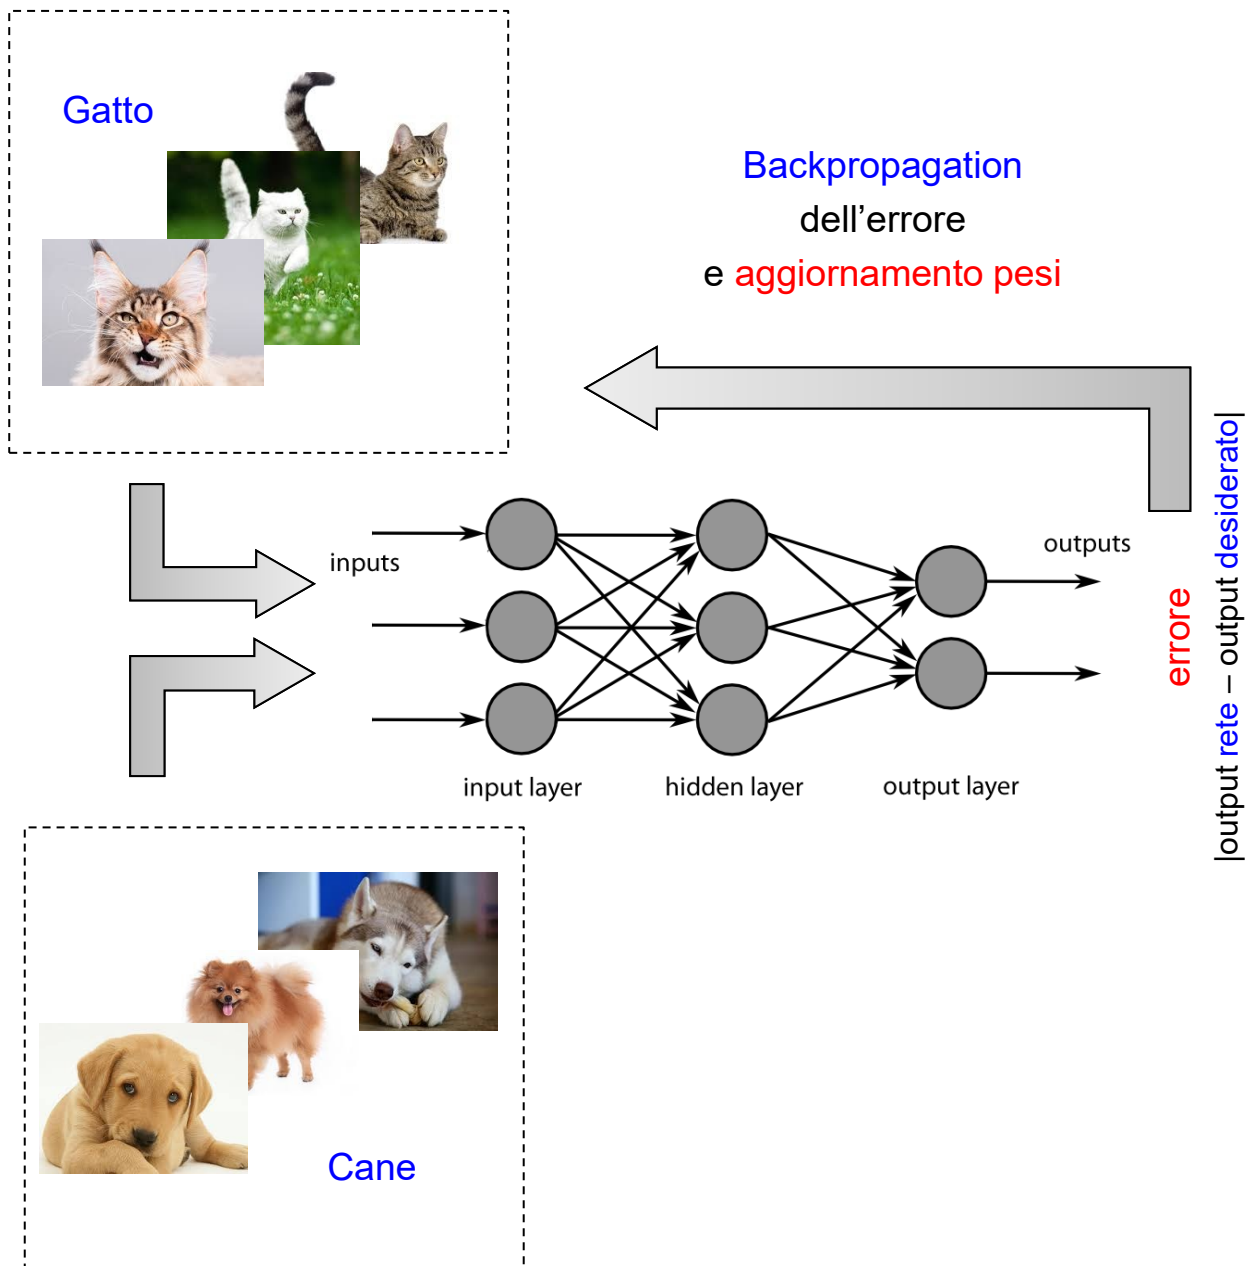 Gatto
Backpropagation
dell’errore
e aggiornamento pesi
inputs
outputs
errore
|output rete – output desiderato|
input layer
hidden layer
output layer
Cane